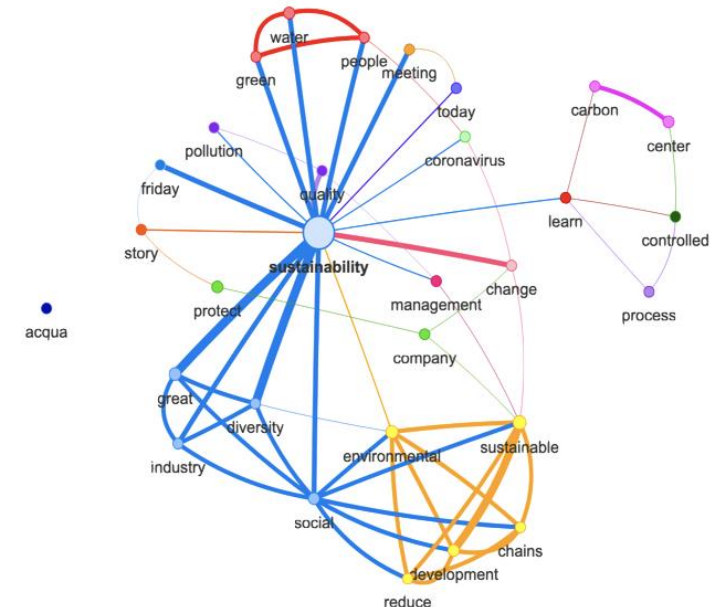 water
people
meeting
green
today
carbon
center
pollution
coronavirus
friday
quality
learn
controlled
story
sustainability
change
management
protect
process
acqua
company
great
diversity
sustainable
environmental
industry
social
chains
development
reduce